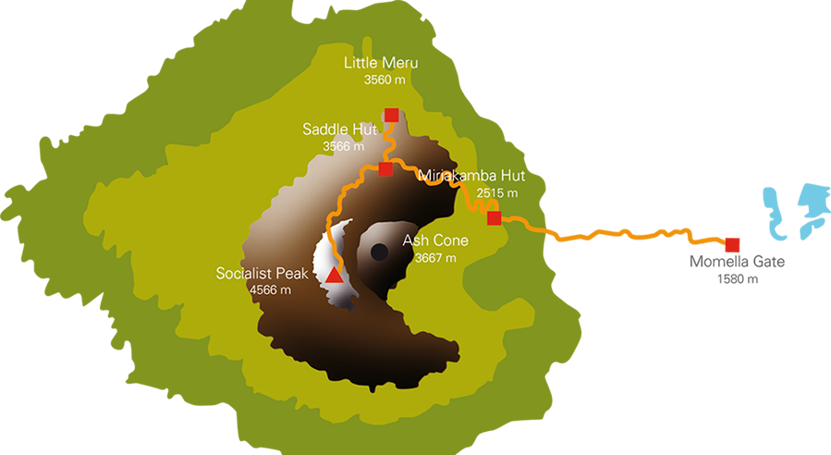 Little Meru
3560 m
Saddle Hut
3566 m
Miriakamba Hut
2515 m
Ash Cone
3667 m
Socialist Peak
4566 m
Momella Gate
1580 m